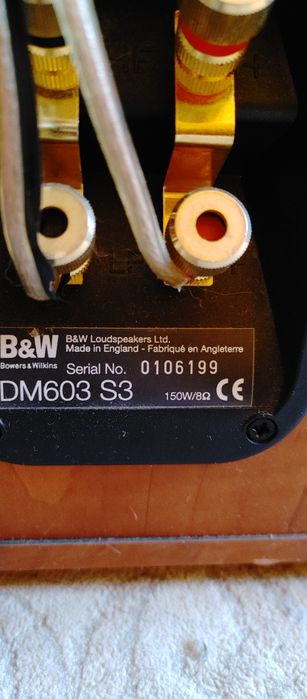 B&W
Bowers & Wilkins
B&W Loudspeakers Ltd.
Made in England - Fabriqué en Angleterre
Serial No. 0106199
DM603 S3
150W/8Ω CE